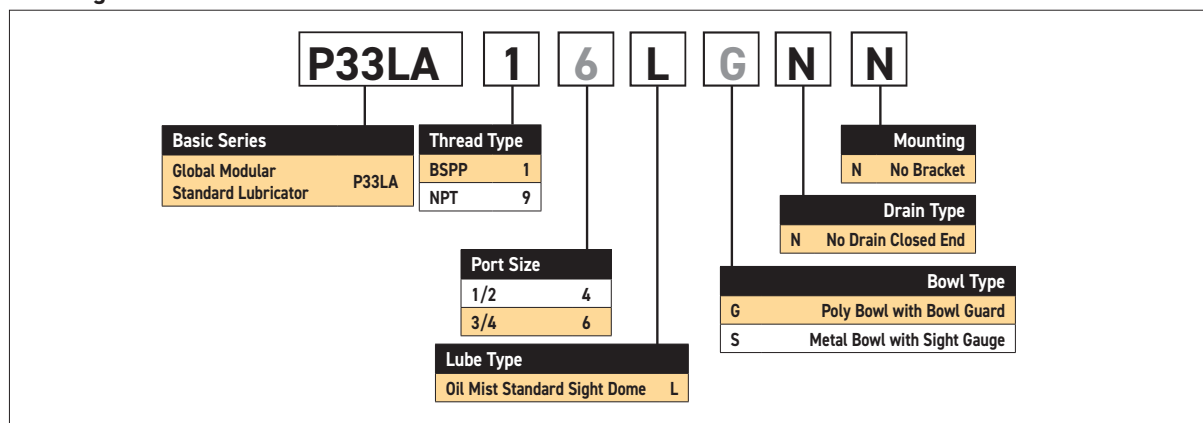 P33LA 1 6 L G N N
Basic Series
Global Modular
Standard Lubricator P33LA
Thread Type
BSPP 1
NPT 9
Mounting
N No Bracket
Drain Type
N No Drain Closed End
Port Size
1/2 4
3/4 6
Bowl Type
G Poly Bowl with Bowl Guard
S Metal Bowl with Sight Gauge
Lube Type
Oil Mist Standard Sight Dome L